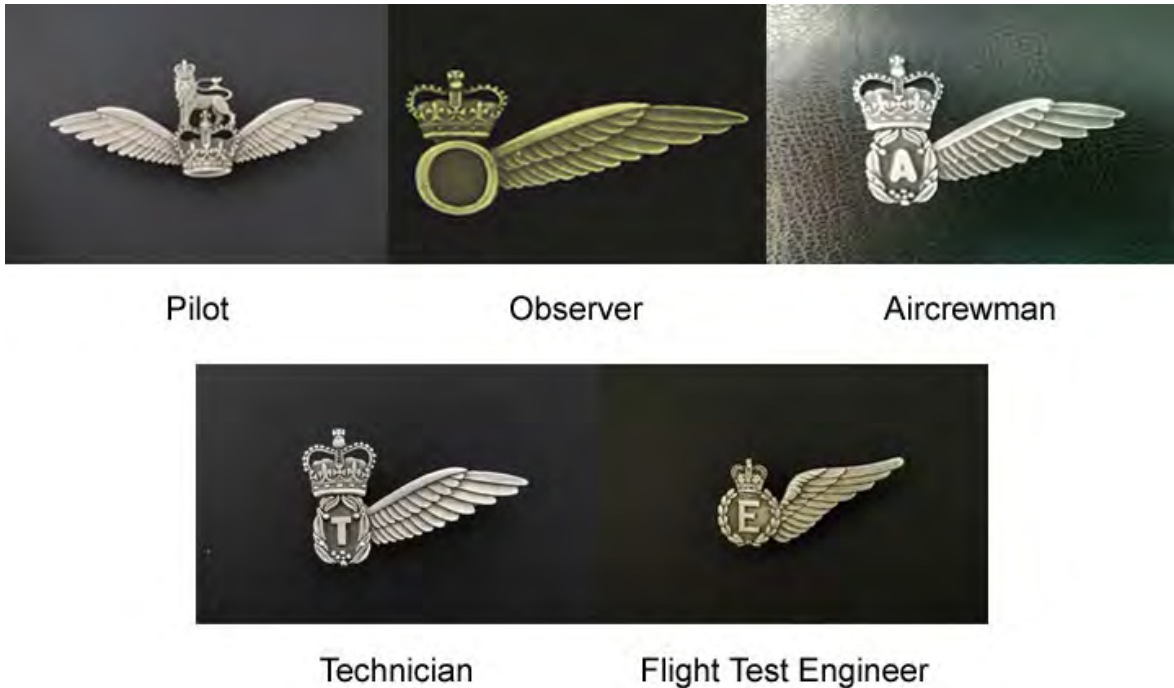 A
Pilot
Observer
Aircrewman
T
E
Technician
Flight Test Engineer